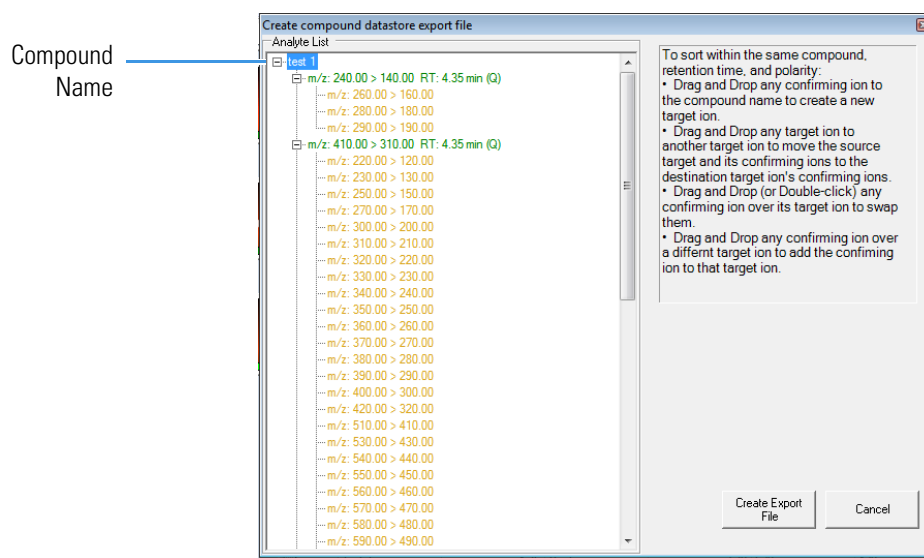 Create compound datastore export file
Compound
Name
Analyte List
test 1
m/z: 240.00 > 140.00 RT: 4.35 min (Q)
m/z: 260.00 > 160.00
m/z: 280.00 > 180.00
m/z: 290.00 > 190.00
m/z: 410.00 > 310.00 RT: 4.35 min (Q)
m/z: 220.00 > 120.00
m/z: 230.00 > 130.00
m/z: 250.00 > 150.00
m/z: 270.00 > 170.00
m/z: 300.00 > 200.00
m/z: 310.00 > 210.00
m/z: 320.00 > 220.00
m/z: 330.00 > 230.00
m/z: 340.00 > 240.00
m/z: 350.00 > 250.00
m/z: 360.00 > 260.00
m/z: 370.00 > 270.00
m/z: 380.00 > 280.00
m/z: 390.00 > 290.00
m/z: 400.00 > 300.00
m/z: 420.00 > 320.00
m/z: 510.00 > 410.00
m/z: 530.00 > 430.00
m/z: 540.00 > 440.00
m/z: 550.00 > 450.00
m/z: 560.00 > 460.00
m/z: 570.00 > 470.00
m/z: 580.00 > 480.00
m/z: 590.00 > 490.00
To sort within the same compound,
retention time, and polarity:
• Drag and Drop any confirming ion to
the compound name to create a new
target ion.
• Drag and Drop any target ion to
another target ion to move the source
target and its confirming ions to the
destination target ion's confirming ions.
• Drag and Drop (or Double-click) any
confirming ion over its target ion to swap
them.
• Drag and Drop any confirming ion over
a differnt target ion to add the confiming
ion to that target ion.
Create Export
File
Cancel